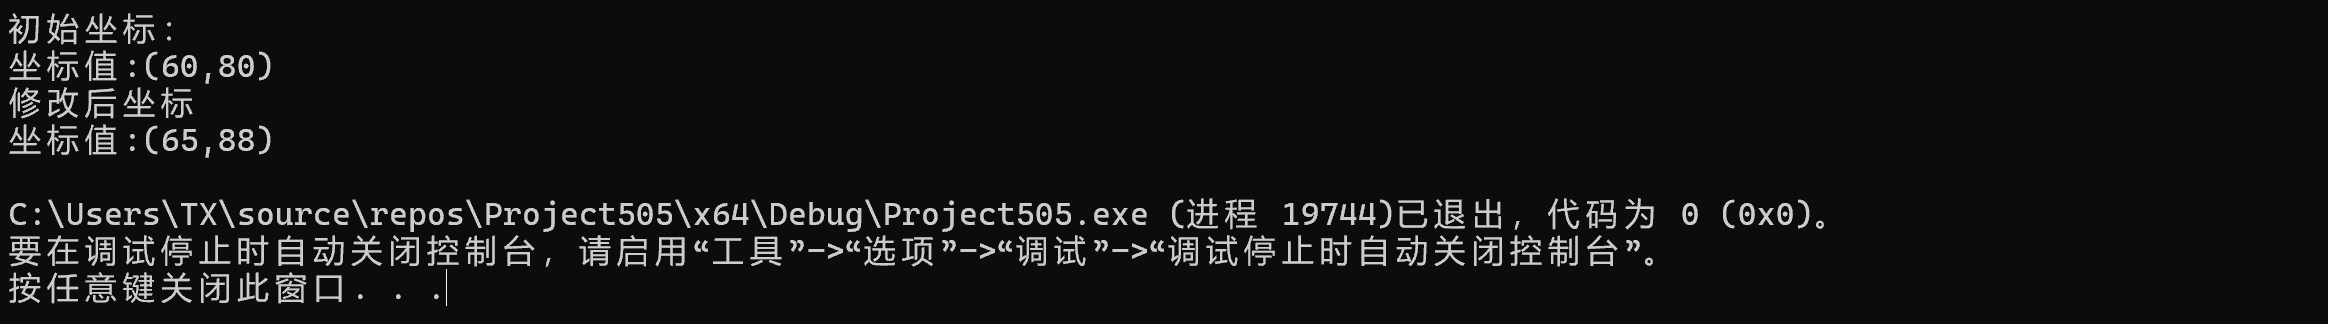 初始坐标:
坐标值:(60,80)
修改后坐标
坐标值:(65,88)
C:\Users\TX\source\repos\Project505\x64\Debug\Project505.exe (进程 19744)已退出，代码为 0 (0x0)。
要在调试停止时自动关闭控制台，请启用“工具”->“选项”->“调试”->“调试停止时自动关闭控制台”。
按任意键关闭此窗口. . .